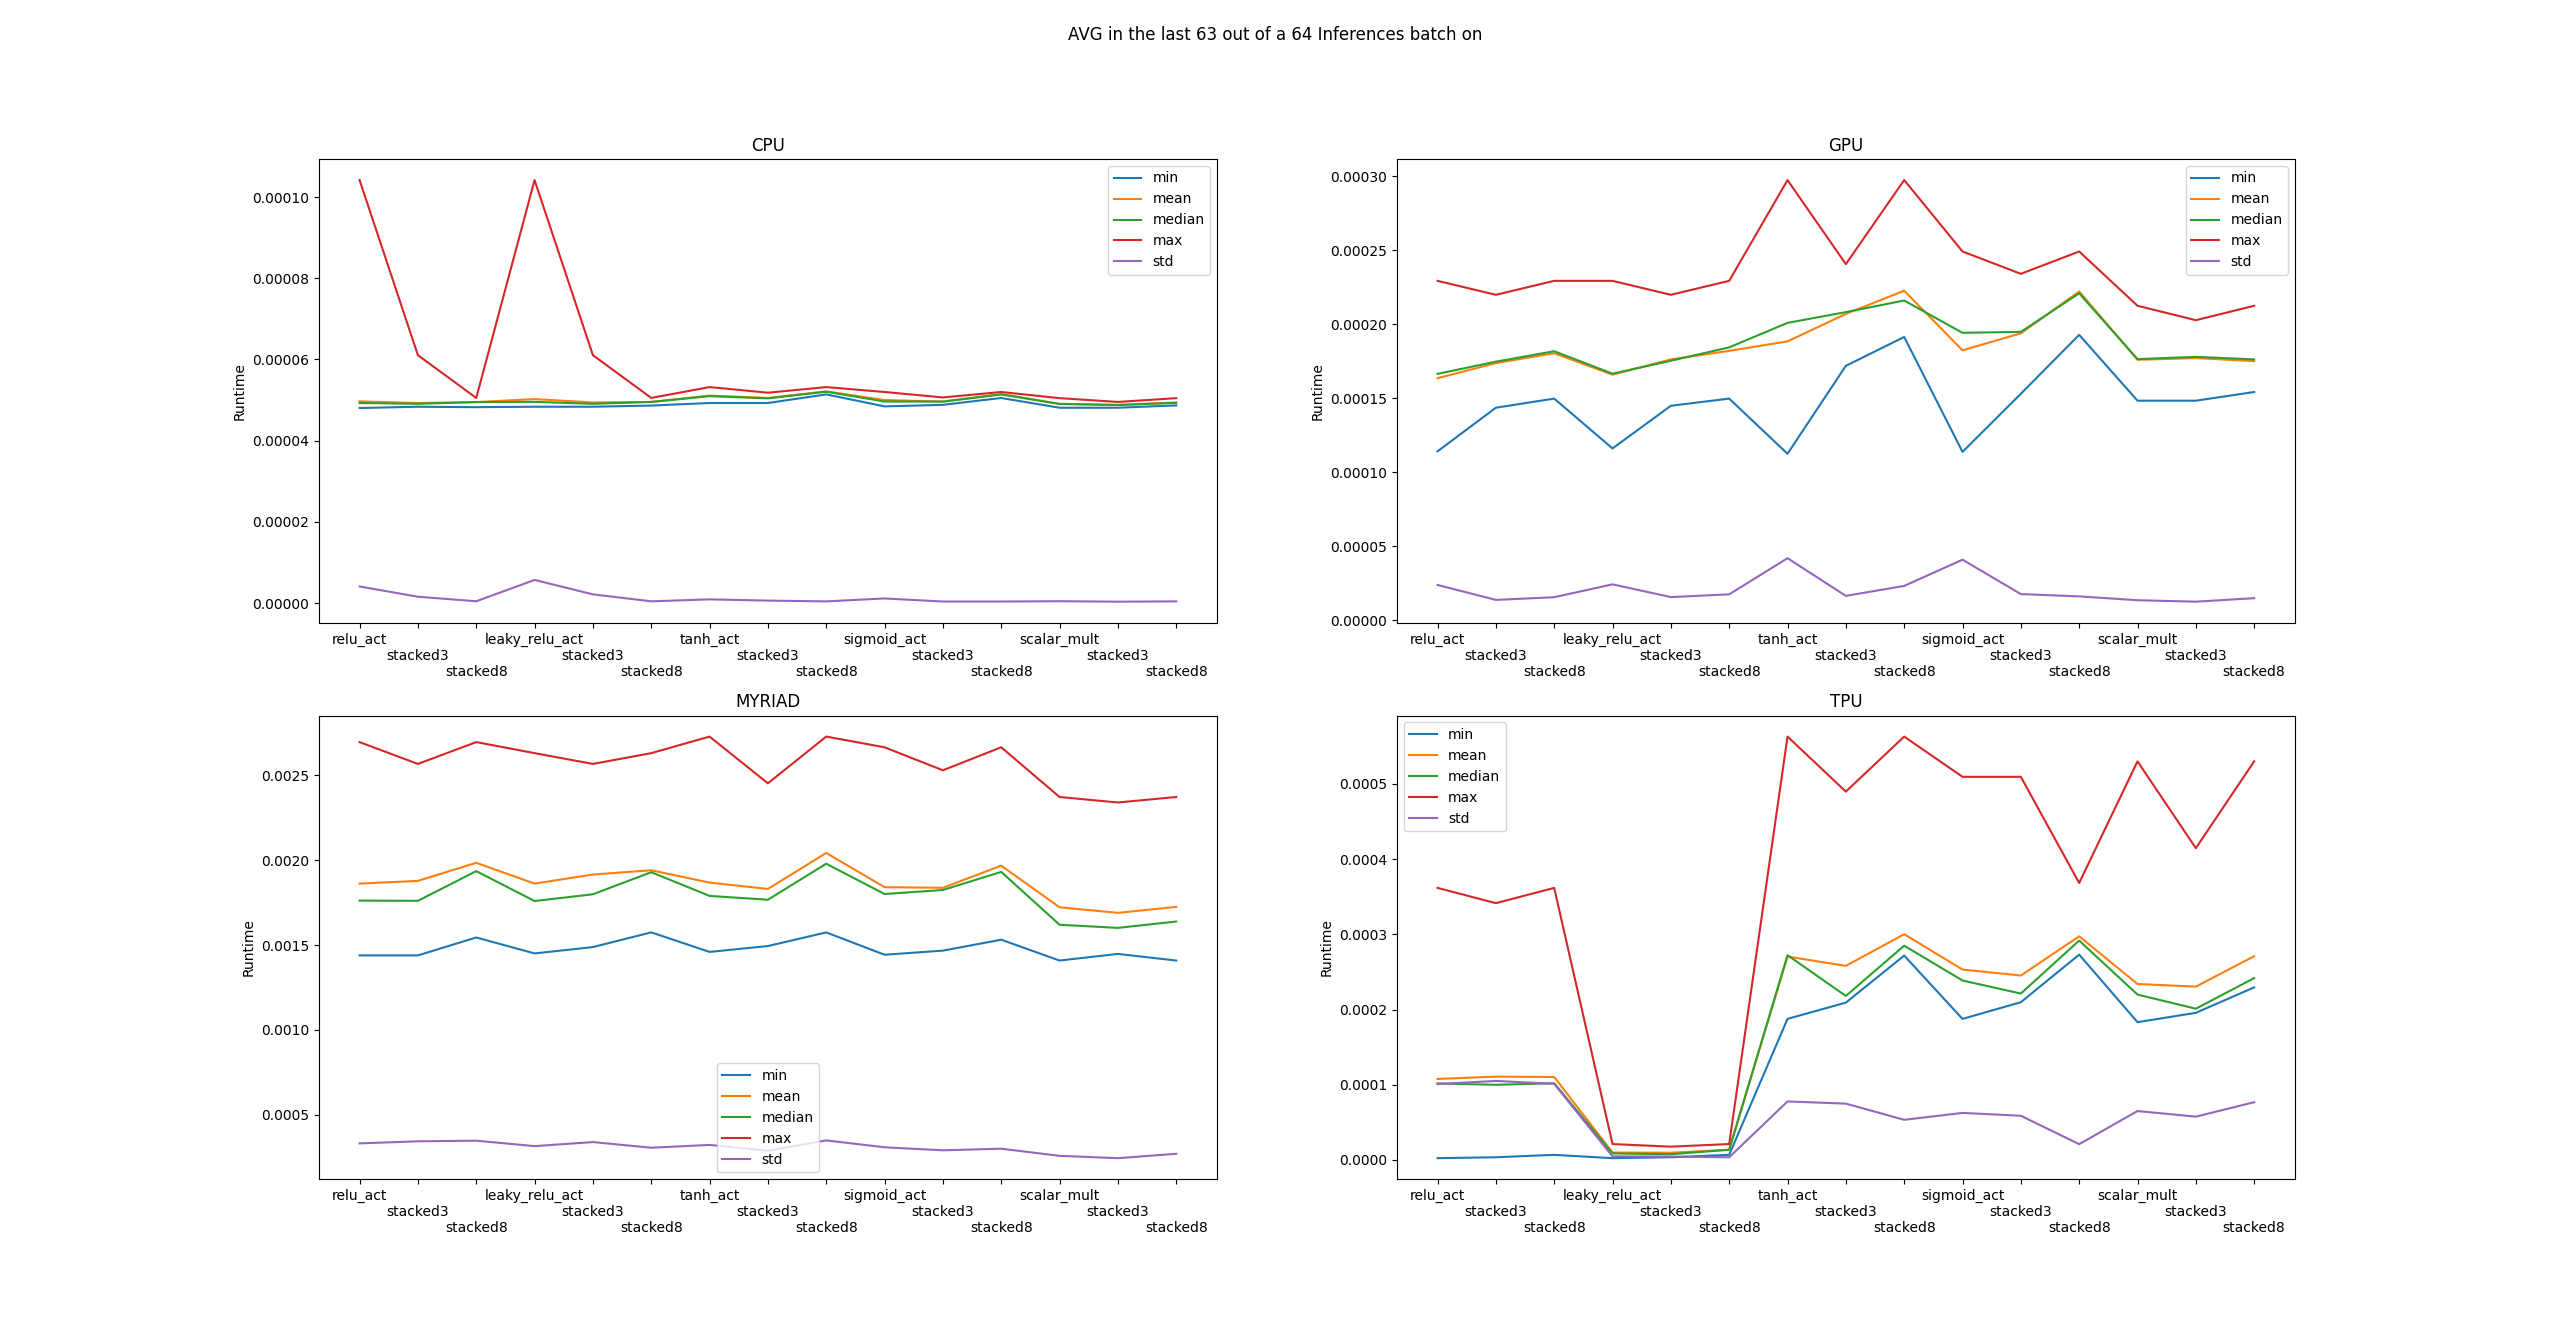 AVG in the last 63 out of a 64 Inferences batch on
CPU
Runtime
0.00010
0.00008
0.00006
0.00004
0.00002
0.00000
min
mean
median
max
std
relu_act leaky_relu_act tanh_act sigmoid_act scalar_mult
stacked3 stacked3 stacked3 stacked3 stacked3
stacked8 stacked8 stacked8 stacked8 stacked8
GPU
Runtime
0.00030
0.00025
0.00020
0.00015
0.00010
0.00005
0.00000
min
mean
median
max
std
relu_act leaky_relu_act tanh_act sigmoid_act scalar_mult
stacked3 stacked3 stacked3 stacked3 stacked3
stacked8 stacked8 stacked8 stacked8 stacked8
MYRIAD
Runtime
0.0025
0.0020
0.0015
0.0010
0.0005
min
mean
median
max
std
relu_act leaky_relu_act tanh_act sigmoid_act scalar_mult
stacked3 stacked3 stacked3 stacked3 stacked3
stacked8 stacked8 stacked8 stacked8 stacked8
TPU
Runtime
0.0005
0.0004
0.0003
0.0002
0.0001
0.0000
min
mean
median
max
std
relu_act leaky_relu_act tanh_act sigmoid_act scalar_mult
stacked3 stacked3 stacked3 stacked3 stacked3
stacked8 stacked8 stacked8 stacked8 stacked8